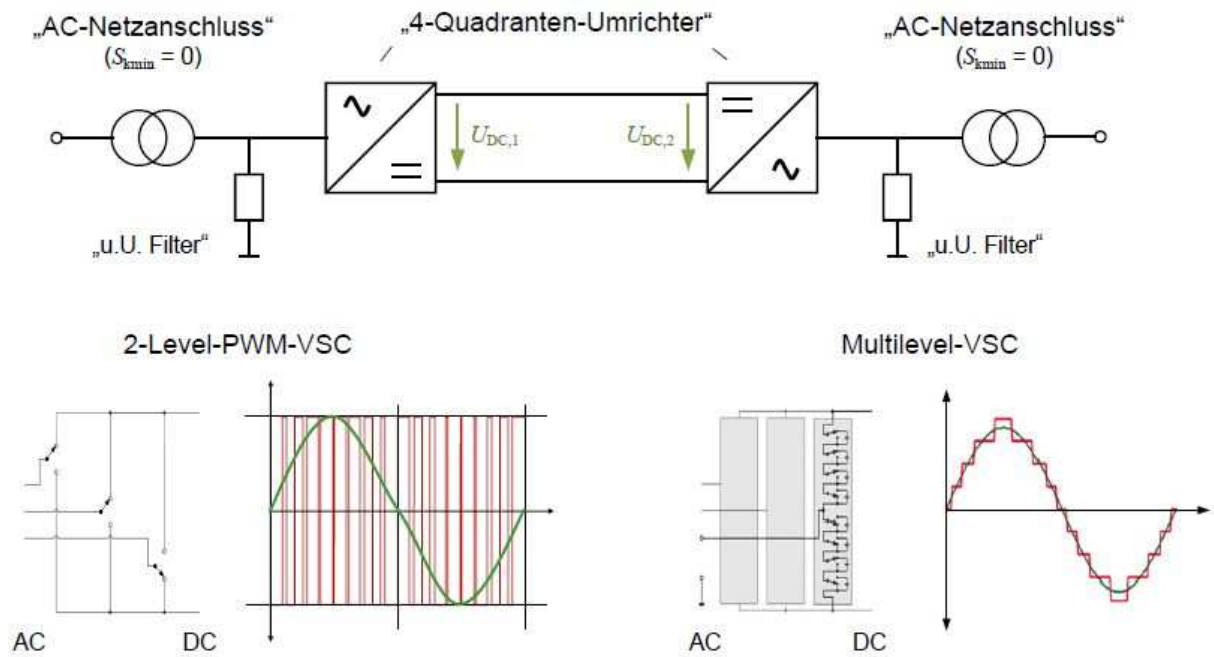 „AC-Netzanschluss“
(Skmin = 0)
„4-Quadranten-Umrichter“
„AC-Netzanschluss“
(Skmin = 0)
UDC,1
UDC,2
„u.U. Filter“
„u.U. Filter“
2-Level-PWM-VSC
Multilevel-VSC
AC
DC
AC
DC